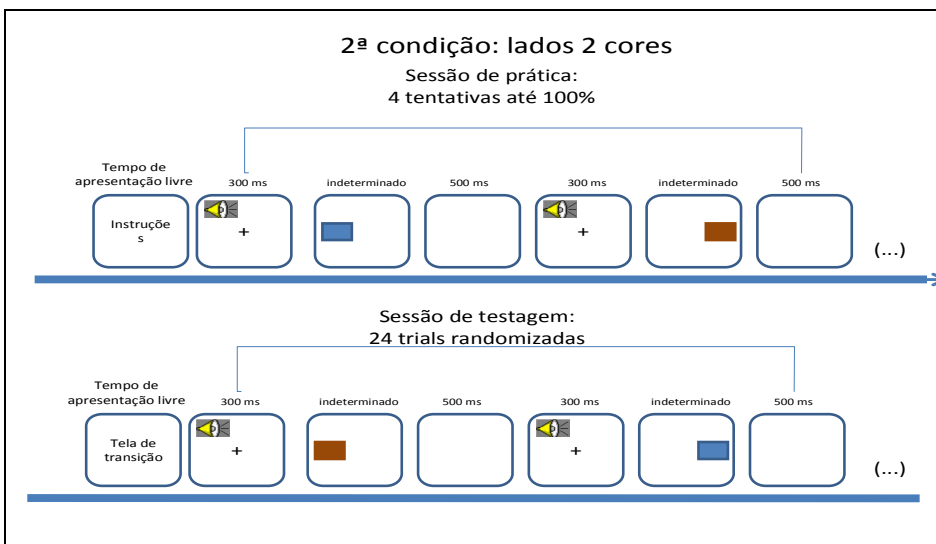 2ª condição: lados 2 cores
Sessão de prática:
4 tentativas até 100%
Tempo de
apresentação livre
300 ms
indeterminado
500 ms
300 ms
indeterminado
500 ms
Instruçõe
s
+
+
(...)
Sessão de testagem:
24 trials randomizadas
Tempo de
apresentação livre
300 ms
indeterminado
500 ms
300 ms
indeterminado
500 ms
Tela de
transição
+
+
(...)